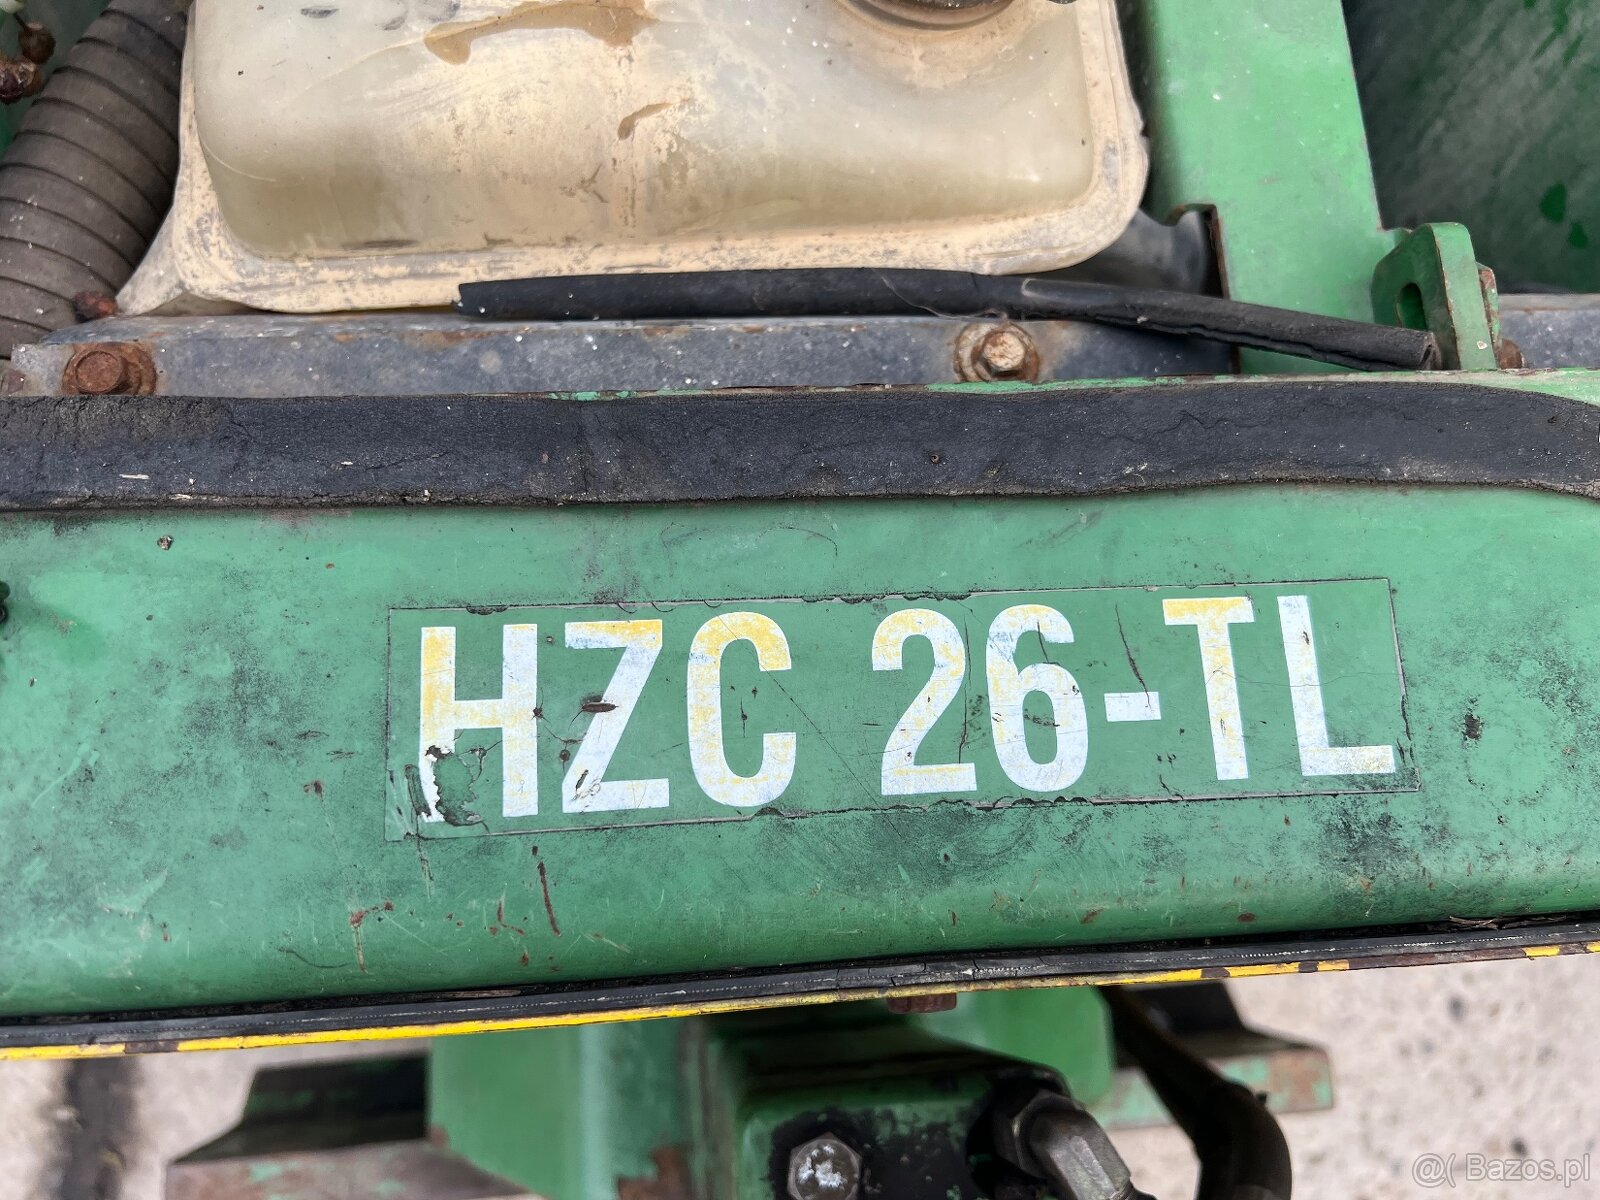 HZC 26-TL
@( Bazos.pl